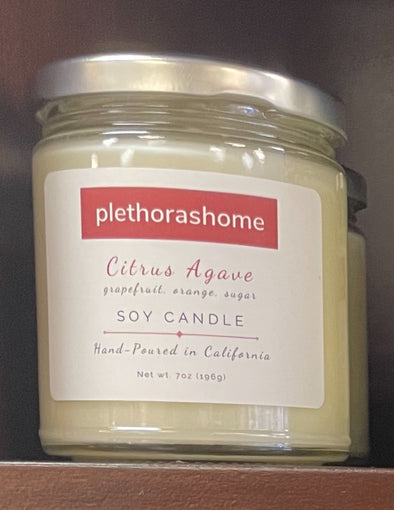 plethorashome
Citrus Agave
grapefruit, orange, sugar
SOY CANDLE
Hand-Poured in California
Net wt. 7oz (196g)